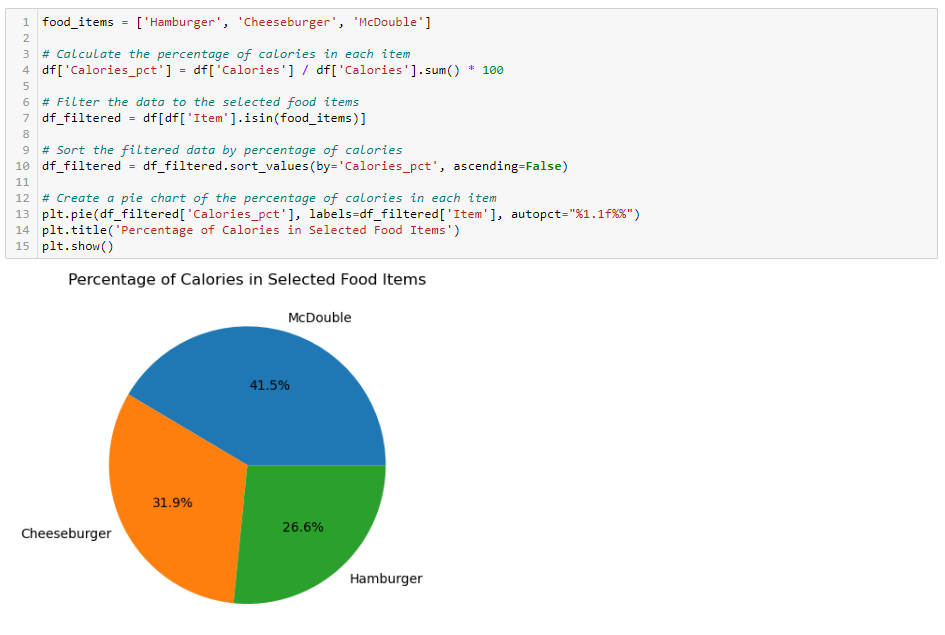 1 food_items = ['Hamburger', 'Cheeseburger', 'McDouble']
2
3 # Calculate the percentage of calories in each item
4 df['Calories_pct'] = df['Calories'] / df['Calories'].sum() * 100
5
6 # Filter the data to the selected food items
7 df_filtered = df[df['Item'].isin(food_items)]
8
9 # Sort the filtered data by percentage of calories
10 df_filtered = df_filtered.sort_values(by='Calories_pct', ascending=False)
11
12 # Create a pie chart of the percentage of calories in each item
13 plt.pie(df_filtered['Calories_pct'], labels=df_filtered['Item'], autopct="%1.1f%%")
14 plt.title('Percentage of Calories in Selected Food Items')
15 plt.show()
Percentage of Calories in Selected Food Items
McDouble
41.5%
31.9%
26.6%
Cheeseburger
Hamburger